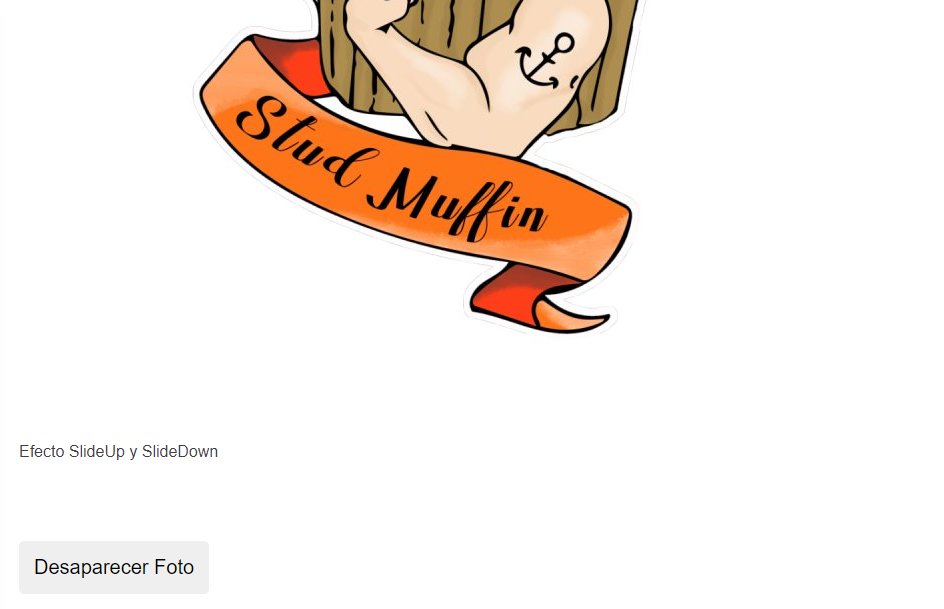 Stud Muffin
Efecto SlideUp y SlideDown
Desaparecer Foto